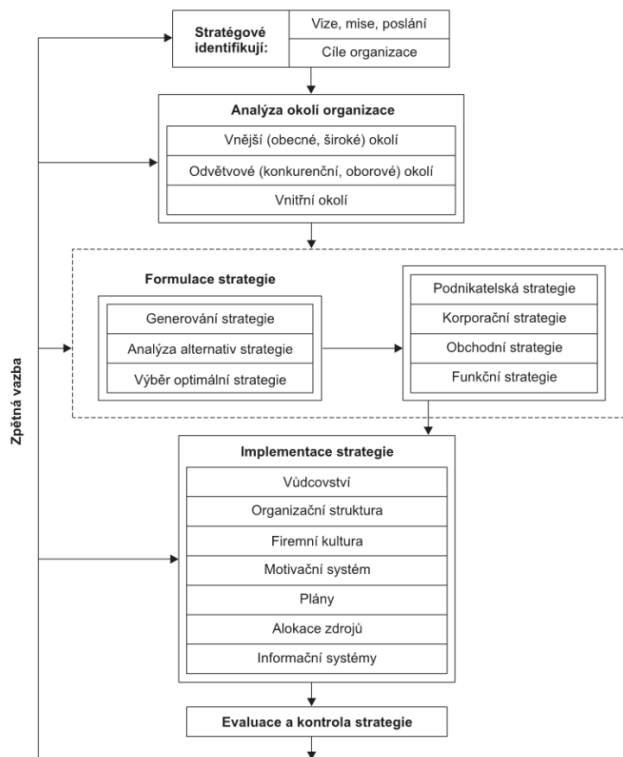 Stratégové
identifikují:
Vize, mise, poslání
Cíle organizace
Analýza okolí organizace
Vnější (obecné, široké) okolí
Odvětvové (konkurenční, oborové) okolí
Vnitřní okolí
Formulace strategie
Generování strategie
Analýza alternativ strategie
Výběr optimální strategie
Podnikatelská strategie
Korporační strategie
Obchodní strategie
Funkční strategie
Zpětná vazba
Implementace strategie
Vůdcovství
Organizační struktura
Firemní kultura
Motivační systém
Plány
Alokace zdrojů
Informační systémy
Evaluace a kontrola strategie